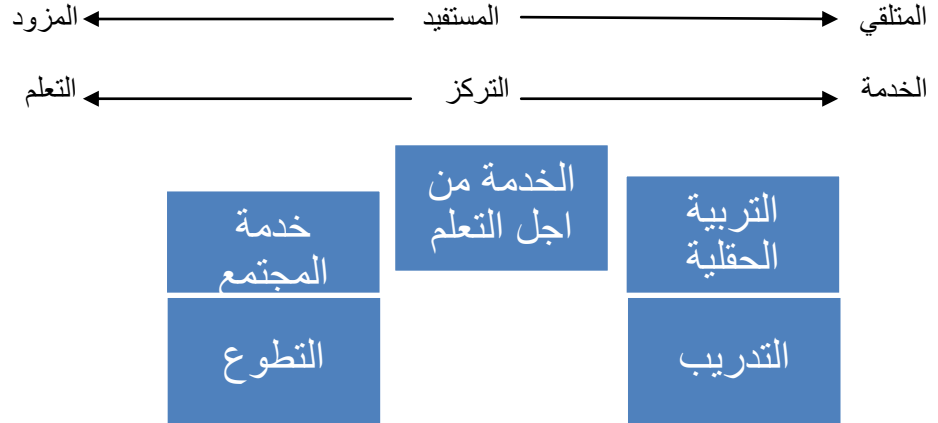 المتلقي المستفيد المزود
الخدمة التركز التعلم
الخدمة من
اجل التعلم
التربية
الحقلية
خدمة
المجتمع
التدريب
التطوع